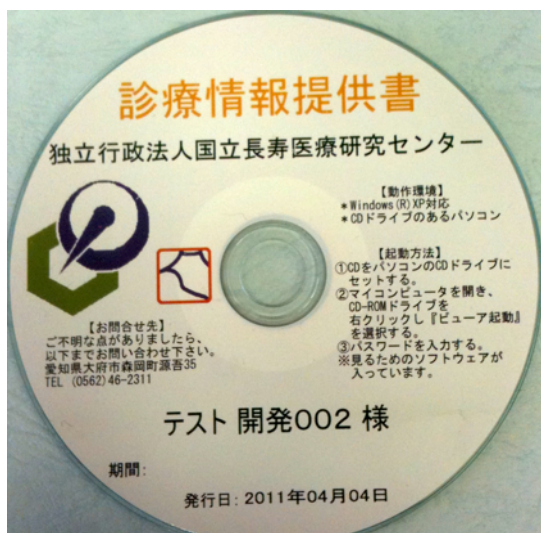 診療情報提供書
独立行政法人国立長寿医療研究センター
【動作環境】
*Windows(R)XP対応
*CDドライブのあるパソコン
【起動方法】
①CDをパソコンのCDドライブに
セットする。
②マイコンピュータを開き、
CD-ROMドライブを
右クリックし『ビューア起動』
を選択する。
③パスワードを入力する。
※見るためのソフトウェアが
入っています。
【お問合せ先】
ご不明な点がありましたら、
以下までお問い合わせ下さい。
愛知県大府市森岡町源吾35
TEL (0562)46-2311
テスト 開発002 様
期間:
発行日: 2011年04月04日